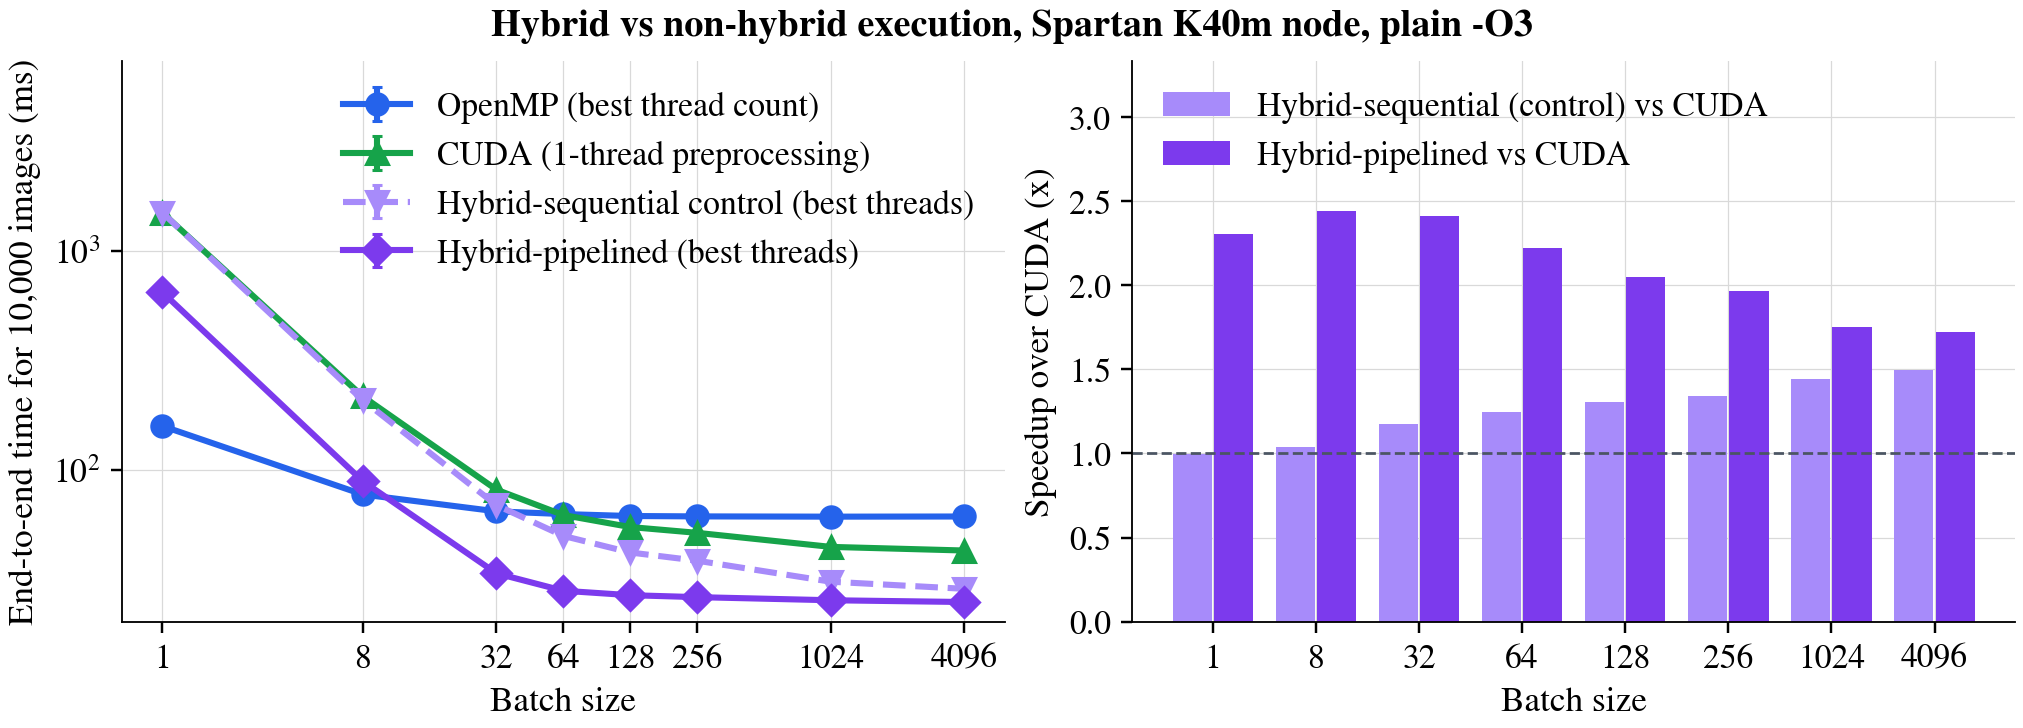 Hybrid vs non-hybrid execution, Spartan K40m node, plain -O3
End-to-end time for 10,000 images (ms)
10³
10²
OpenMP (best thread count)
CUDA (1-thread preprocessing)
Hybrid-sequential control (best threads)
Hybrid-pipelined (best threads)
1 8 32 64 128 256 1024 4096
Batch size
Speedup over CUDA (x)
3.0
2.5
2.0
1.5
1.0
0.5
0.0
Hybrid-sequential (control) vs CUDA
Hybrid-pipelined vs CUDA
1 8 32 64 128 256 1024 4096
Batch size